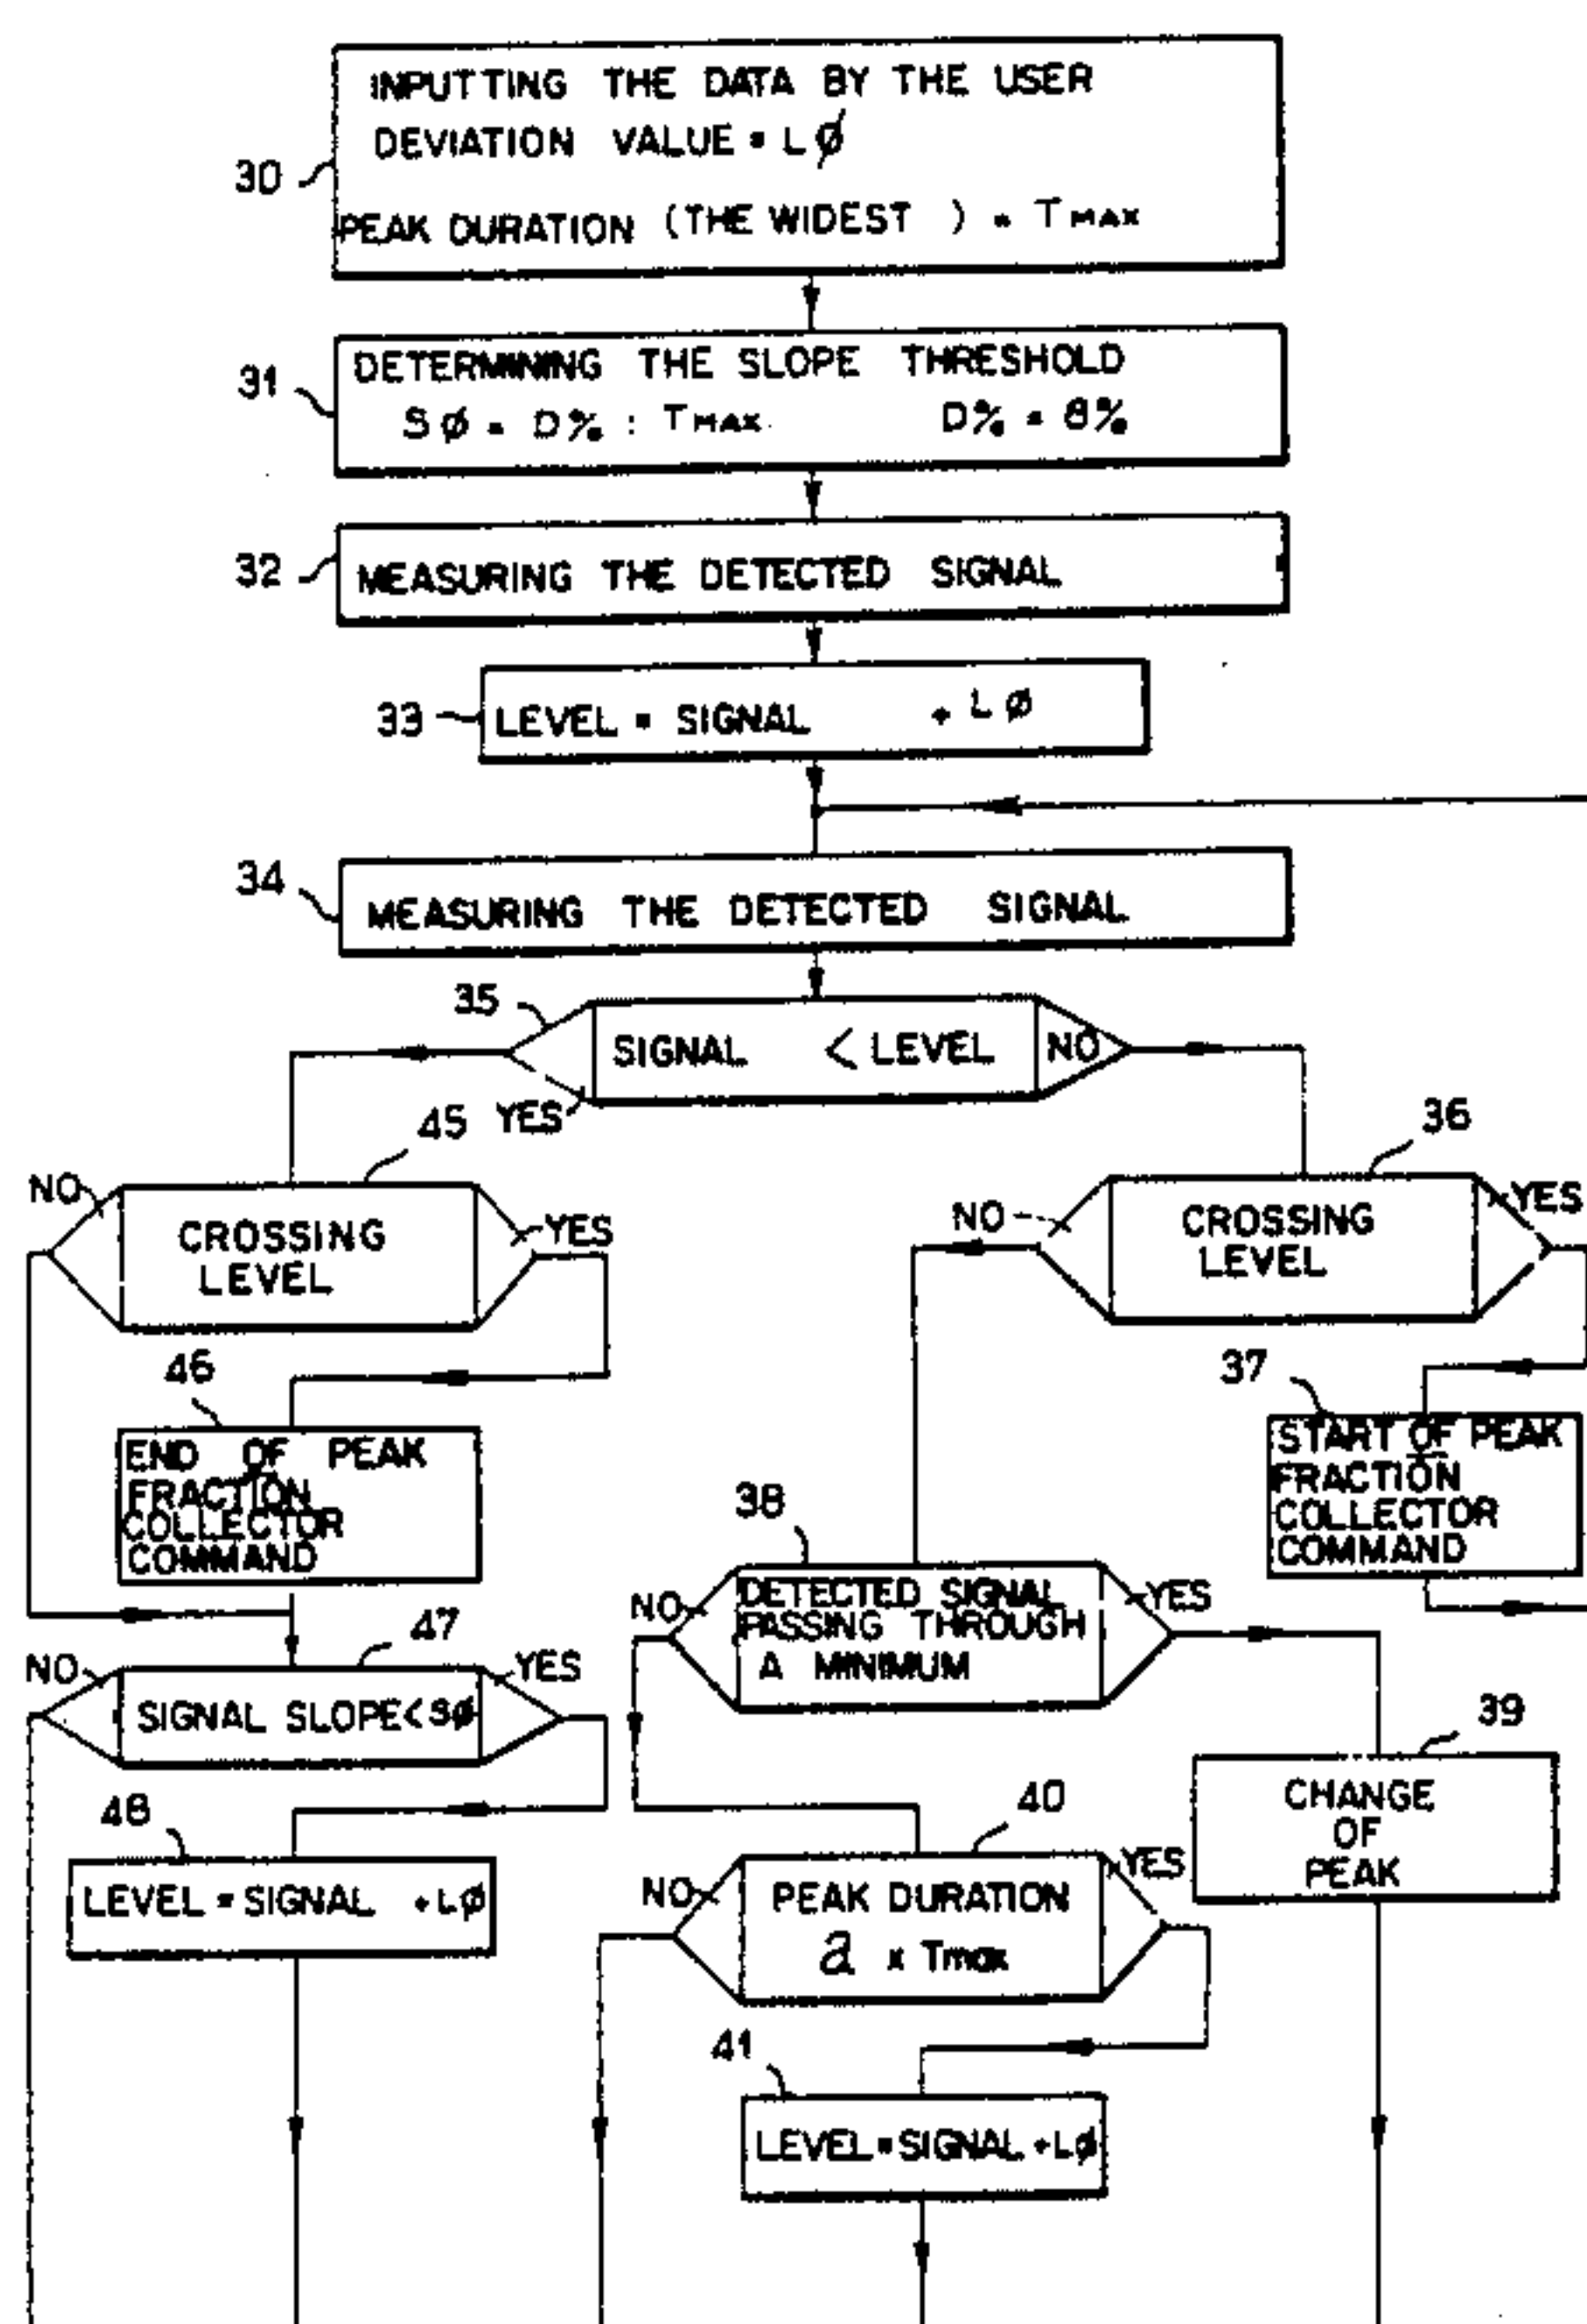 INPUTTING THE DATA BY THE USER
DEVIATION VALUE = LØ
30
PEAK DURATION (THE WIDEST ) = TMAX
31
DETERMINING THE SLOPE THRESHOLD
SØ = D% : TMAX D% = 8%
32
MEASURING THE DETECTED SIGNAL
33
LEVEL = SIGNAL + LØ
34
MEASURING THE DETECTED SIGNAL
35
SIGNAL < LEVEL NO
YES
45
36
NO
YES
CROSSING
LEVEL
NO
YES
CROSSING
LEVEL
46
END OF PEAK
FRACTION
COLLECTOR
COMMAND
37
START OF PEAK
FRACTION
COLLECTOR
COMMAND
38
NO
YES
DETECTED SIGNAL
PASSING THROUGH
A MINIMUM
47
NO
YES
SIGNAL SLOPE < SØ
39
CHANGE
OF
PEAK
48
LEVEL = SIGNAL + LØ
40
NO
YES
PEAK DURATION
a x Tmax
41
LEVEL = SIGNAL + LØ